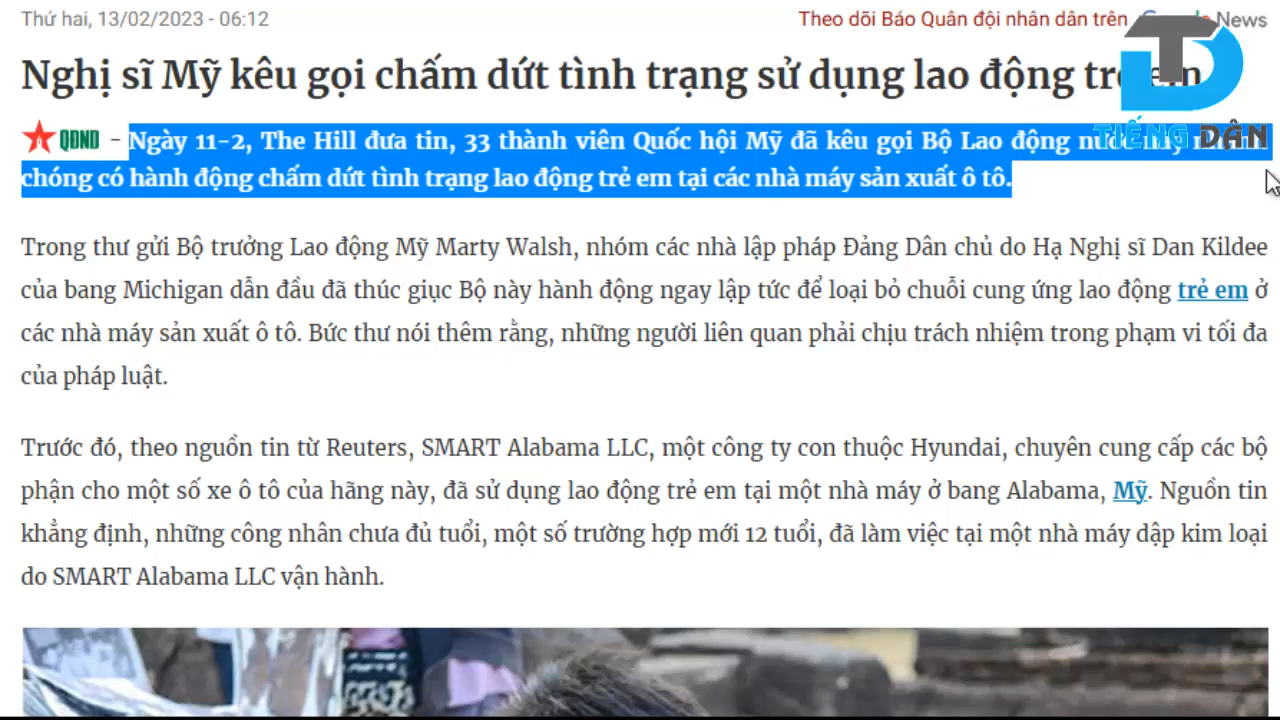 Thứ hai, 13/02/2023 - 06:12
Theo dõi Báo Quân đội nhân dân trên News
TD
TIẾNG DÂN
Nghị sĩ Mỹ kêu gọi chấm dứt tình trạng sử dụng lao động trẻ em
QĐND - Ngày 11-2, The Hill đưa tin, 33 thành viên Quốc hội Mỹ đã kêu gọi Bộ Lao động nước Mỹ
chóng có hành động chấm dứt tình trạng lao động trẻ em tại các nhà máy sản xuất ô tô.
Trong thư gửi Bộ trưởng Lao động Mỹ Marty Walsh, nhóm các nhà lập pháp Đảng Dân chủ do Hạ Nghị sĩ Dan Kildee
của bang Michigan dẫn đầu đã thúc giục Bộ này hành động ngay lập tức để loại bỏ chuỗi cung ứng lao động trẻ em ở
các nhà máy sản xuất ô tô. Bức thư nói thêm rằng, những người liên quan phải chịu trách nhiệm trong phạm vi tối đa
của pháp luật.
Trước đó, theo nguồn tin từ Reuters, SMART Alabama LLC, một công ty con thuộc Hyundai, chuyên cung cấp các bộ
phận cho một số xe ô tô của hãng này, đã sử dụng lao động trẻ em tại một nhà máy ở bang Alabama, Mỹ. Nguồn tin
khẳng định, những công nhân chưa đủ tuổi, một số trường hợp mới 12 tuổi, đã làm việc tại một nhà máy dập kim loại
do SMART Alabama LLC vận hành.